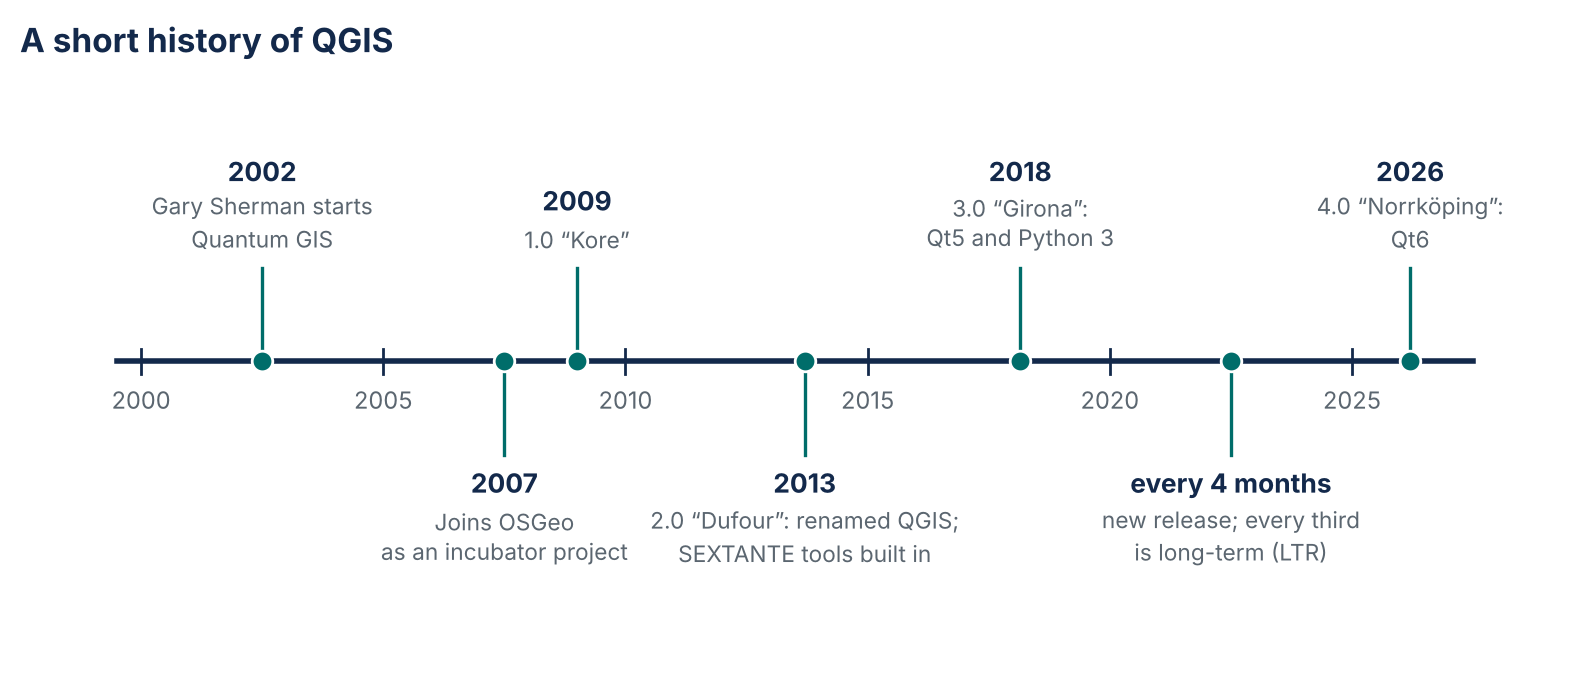 A short history of QGIS
2002
Gary Sherman starts
Quantum GIS
2009
1.0 “Kore”
2018
3.0 “Girona”:
Qt5 and Python 3
2026
4.0 “Norrköping”:
Qt6
2000
2005
2010
2015
2020
2025
2007
Joins OSGeo
as an incubator project
2013
2.0 “Dufour”: renamed QGIS;
SEXTANTE tools built in
every 4 months
new release; every third
is long-term (LTR)